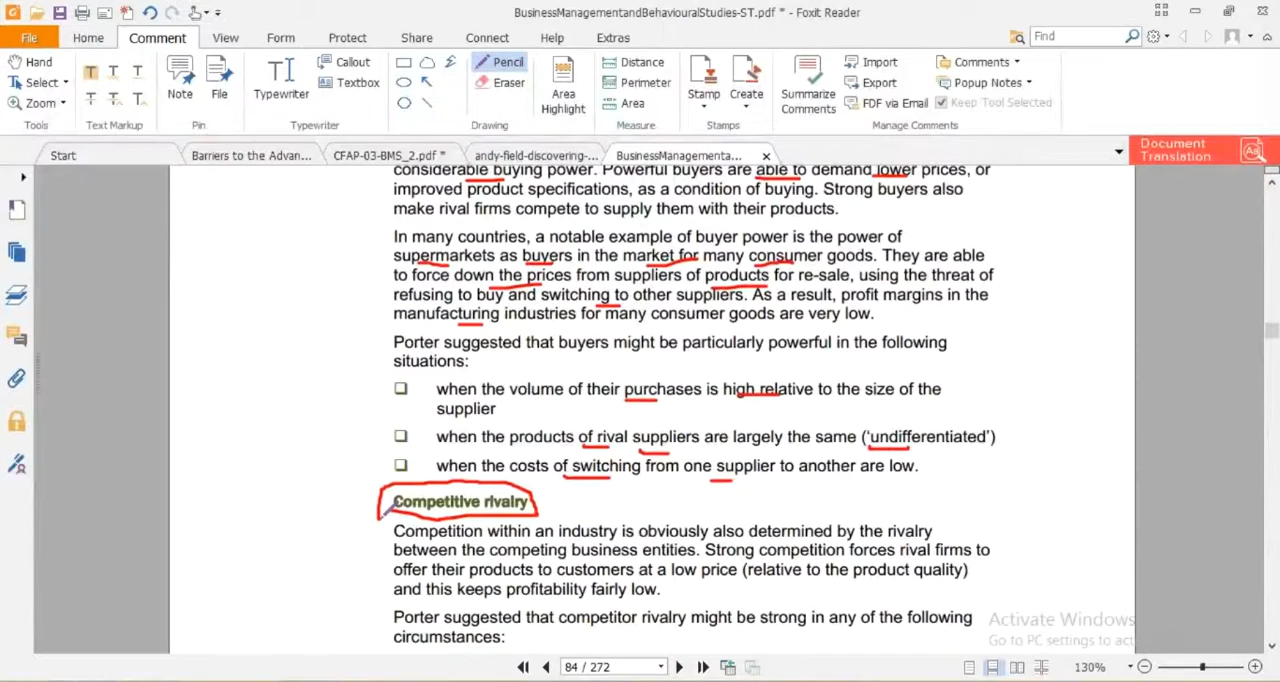 BusinessManagementandBehaviouralStudies-ST.pdf * - Foxit Reader
File Home Comment View Form Protect Share Connect Help Extras
Find
Hand
Select
Zoom
Tools
Text Markup
Note
File
Pin
Typewriter
Callout
Textbox
Typewriter
Pencil
Eraser
Area
Highlight
Drawing
Distance
Perimeter
Area
Measure
Stamp
Create
Stamps
Summarize
Comments
Import
Export
FDF via Email
Comments
Popup Notes
Keep Tool Selected
Manage Comments
Start
Barriers to the Advan...
CFAP-03-BMS_2.pdf *
andy-field-discovering-...
BusinessManagementa...
Document
Translation
considerable buying power. Powerful buyers are able to demand lower prices, or
improved product specifications, as a condition of buying. Strong buyers also
make rival firms compete to supply them with their products.
In many countries, a notable example of buyer power is the power of
supermarkets as buyers in the market for many consumer goods. They are able
to force down the prices from suppliers of products for re-sale, using the threat of
refusing to buy and switching to other suppliers. As a result, profit margins in the
manufacturing industries for many consumer goods are very low.
Porter suggested that buyers might be particularly powerful in the following
situations:
when the volume of their purchases is high relative to the size of the
supplier
when the products of rival suppliers are largely the same (‘undifferentiated’)
when the costs of switching from one supplier to another are low.
Competitive rivalry
Competition within an industry is obviously also determined by the rivalry
between the competing business entities. Strong competition forces rival firms to
offer their products to customers at a low price (relative to the product quality)
and this keeps profitability fairly low.
Porter suggested that competitor rivalry might be strong in any of the following
circumstances:
Activate Windows
Go to PC settings to act
84 / 272
130%